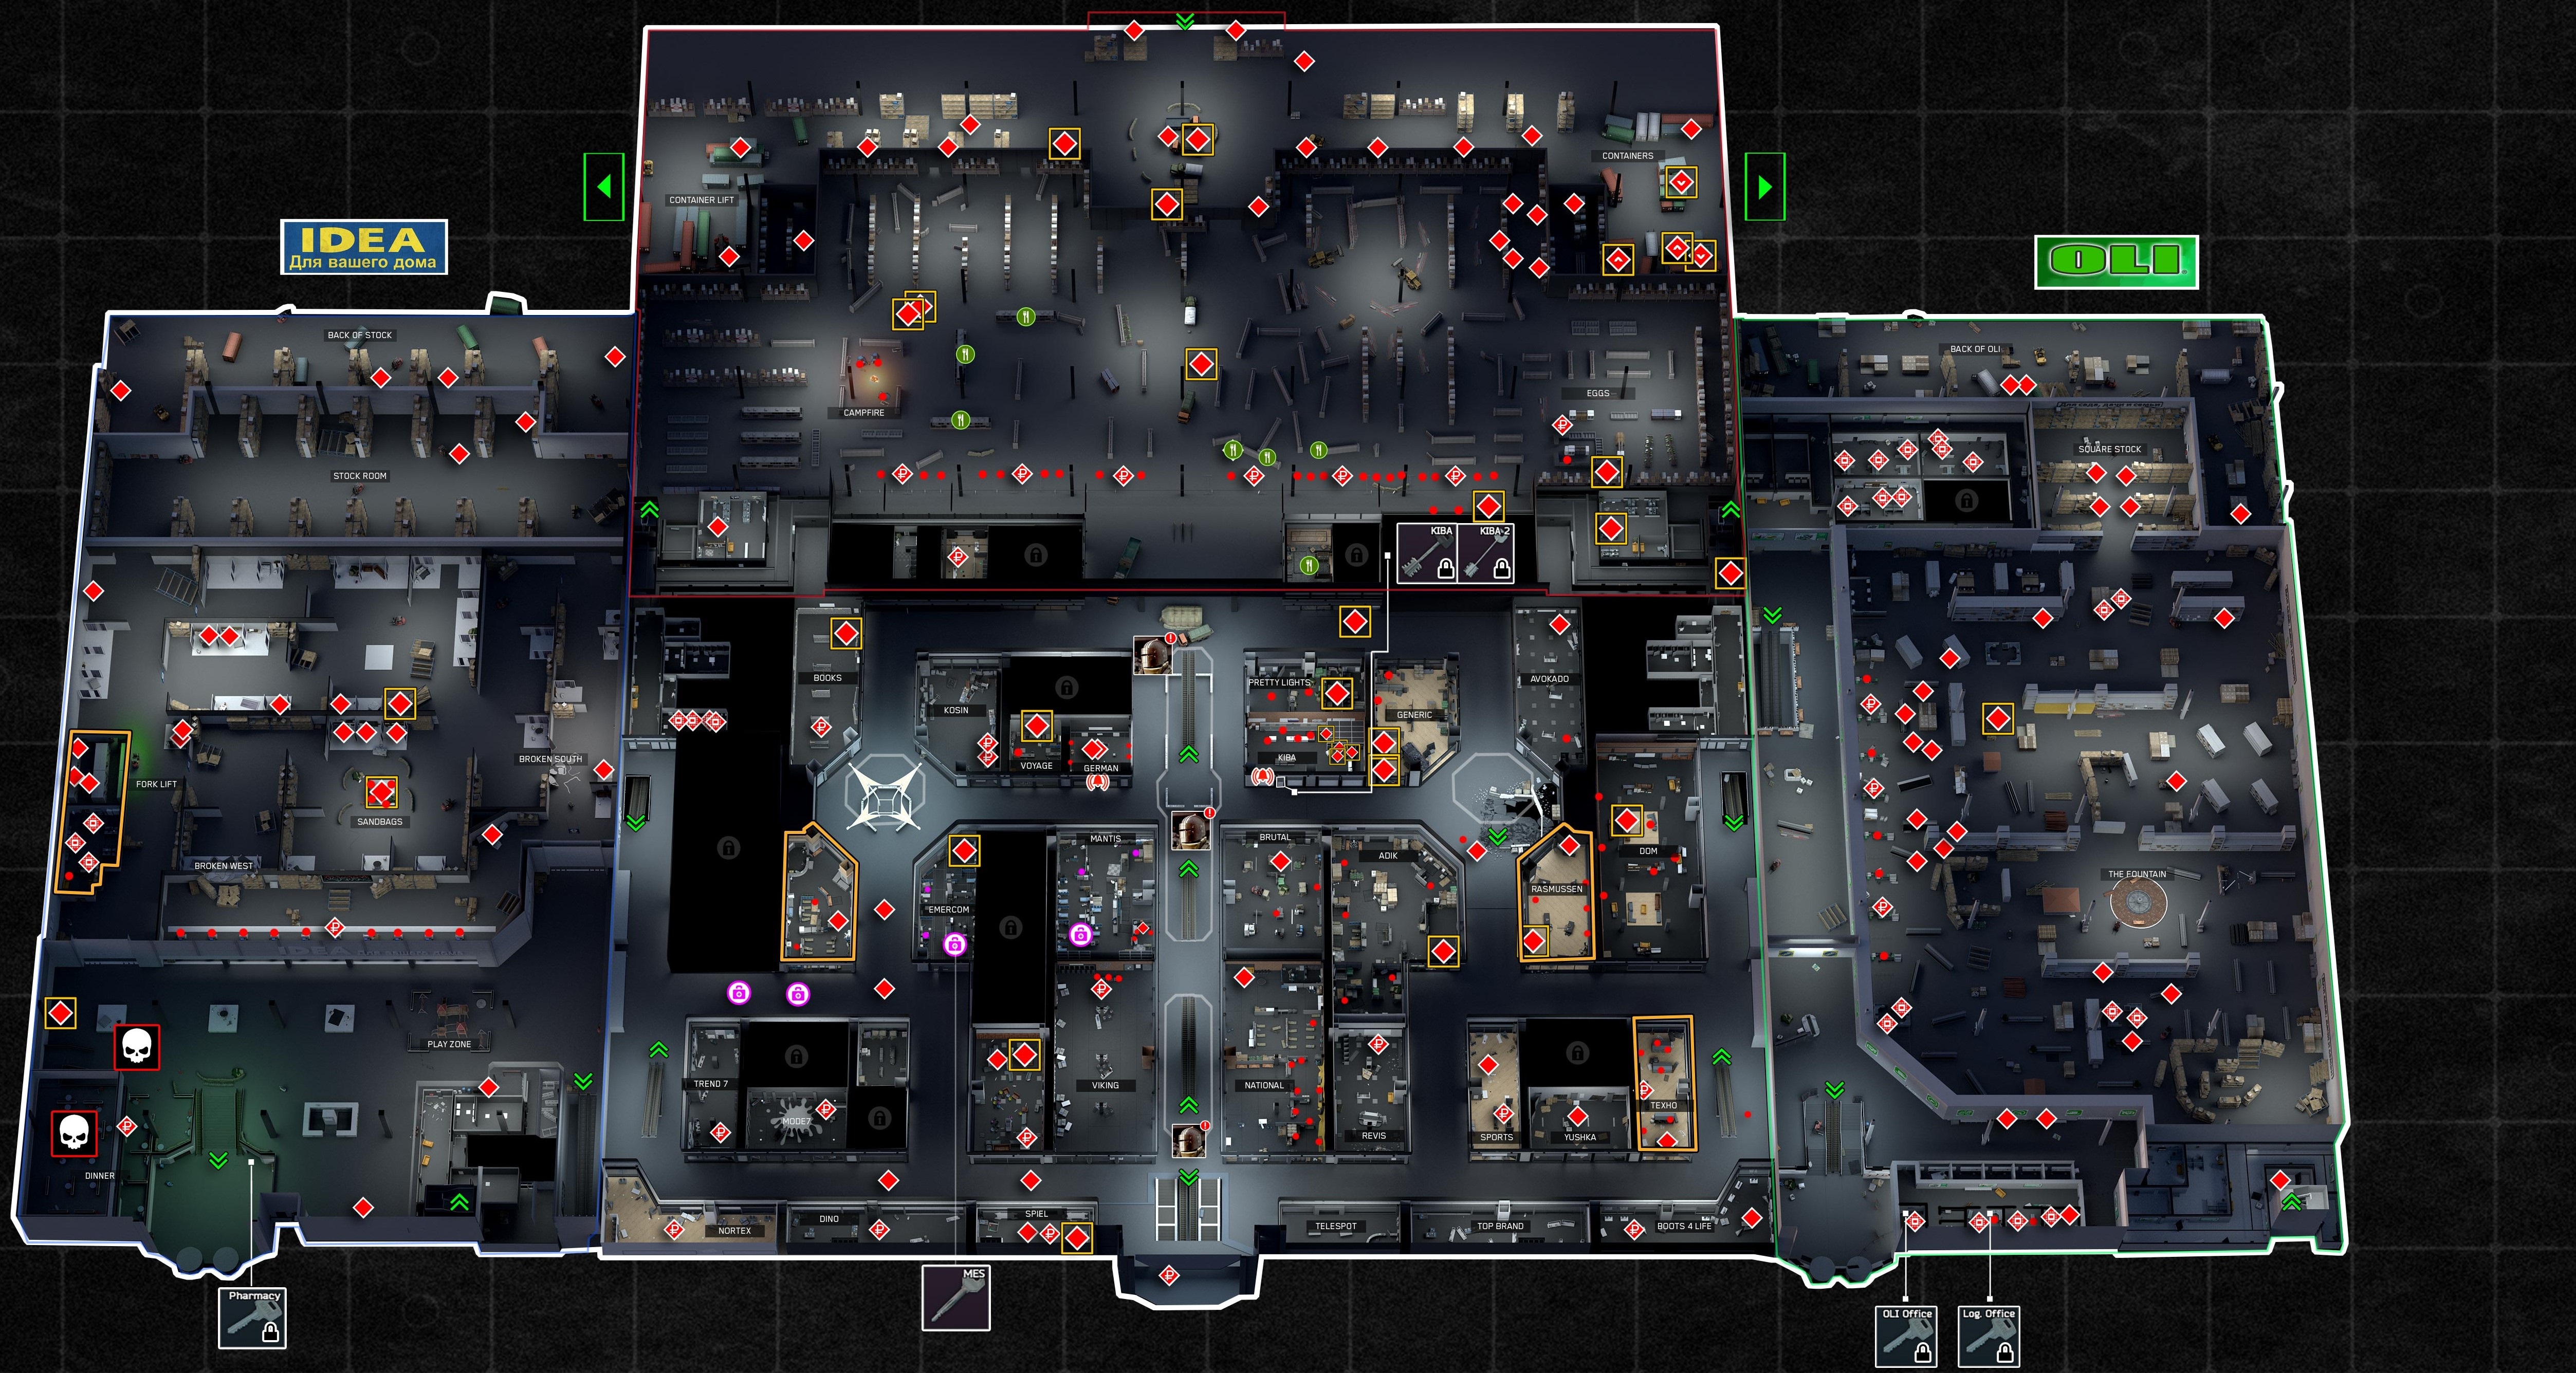 CONTAINERS
CONTAINER LIFT
IDEA
Для вашего дома
OLI
BACK OF STOCK
BACK OF OLI
EGGS
CAMPFIRE
SQUARE STOCK
STOCK ROOM
KIBA
KIBA-2
BOOKS
PRETTY LIGHTS
AVOKADO
KOSIN
GENERIC
BROKEN SOUTH
VOYAGE
GERMAN
KIBA
FORK LIFT
SANDBAGS
MANTIS
BRUTAL
ADIK
DOM
BROKEN WEST
THE FOUNTAIN
RASMUSSEN
EMERCOM
PLAY ZONE
TREND 7
VIKING
NATIONAL
TEXHO
MODE7
REVIS
SPORTS
YUSHKA
DINNER
SPIEL
DINO
NORTEX
TELESPOT
TOP BRAND
BOOTS 4 LIFE
MES
Pharmacy
OLI Office
Log. Office